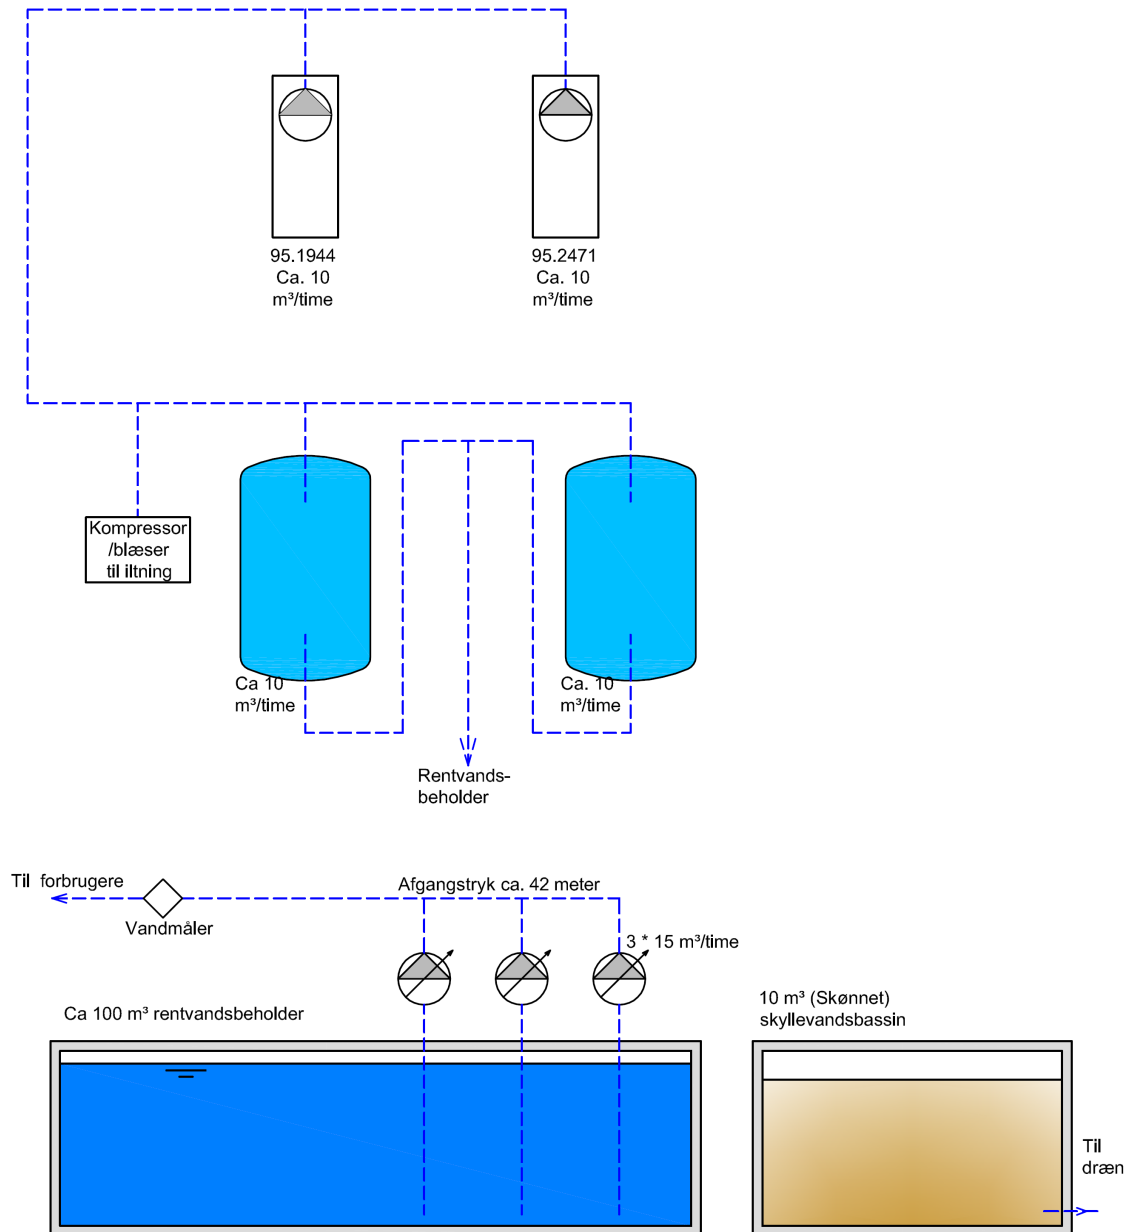 95.1944
Ca. 10
m³/time
95.2471
Ca. 10
m³/time
Kompressor
/blæser
til iltning
Ca 10
m³/time
Ca. 10
m³/time
Rentvands-
beholder
Til forbrugere
Afgangstryk ca. 42 meter
Vandmåler
3 * 15 m³/time
Ca 100 m³ rentvandsbeholder
10 m³ (Skønnet)
skyllevandsbassin
Til
dræn